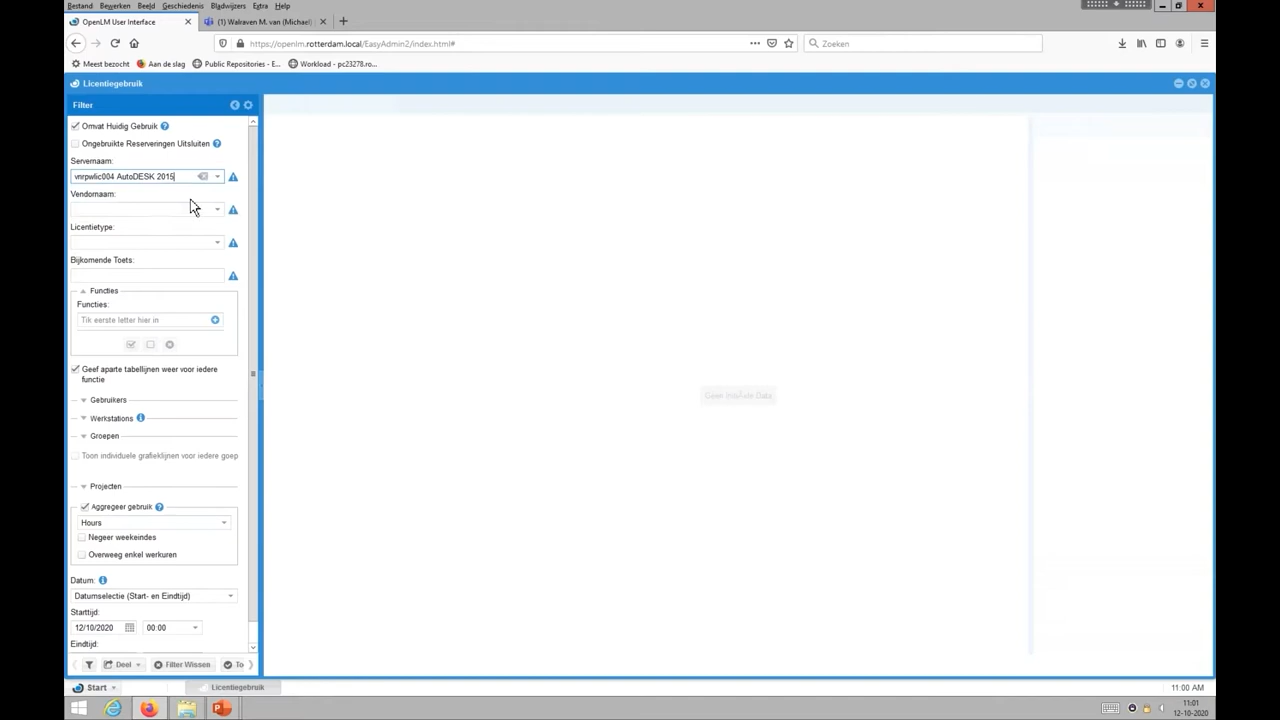 Bestand Bewerken Beeld Geschiedenis Bladwijzers Extra Help
OpenLM User Interface
(1) Walraven M. van (Michael)
https://openlm.rotterdam.local/EasyAdmin2/index.html#
Zoeken
Meest bezocht Aan de slag Public Repositories - E... Workload - pc23278.ro...
Licentiegebruik
Filter
Omvat Huidig Gebruik
Ongebruikte Reserveringen Uitsluiten
Servernaam:
vnrpwlic004 AutoDESK 2015
Vendornaam:
Licentietype:
Bijkomende Toets:
Functies
Functies:
Tik eerste letter hier in
Geef aparte tabellijnen weer voor iedere
functie
Gebruikers
Werkstations
Groepen
Toon individuele grafieklijnen voor iedere goep
Projecten
Aggregeer gebruik
Hours
Negeer weekeindes
Overweeg enkel werkuren
Datum:
Datumselectie (Start- en Eindtijd)
Starttijd:
12/10/2020 00:00
Eindtijd:
Deel Filter Wissen To
Start Licentiegebruik 11:00 AM
11:01
12-10-2020